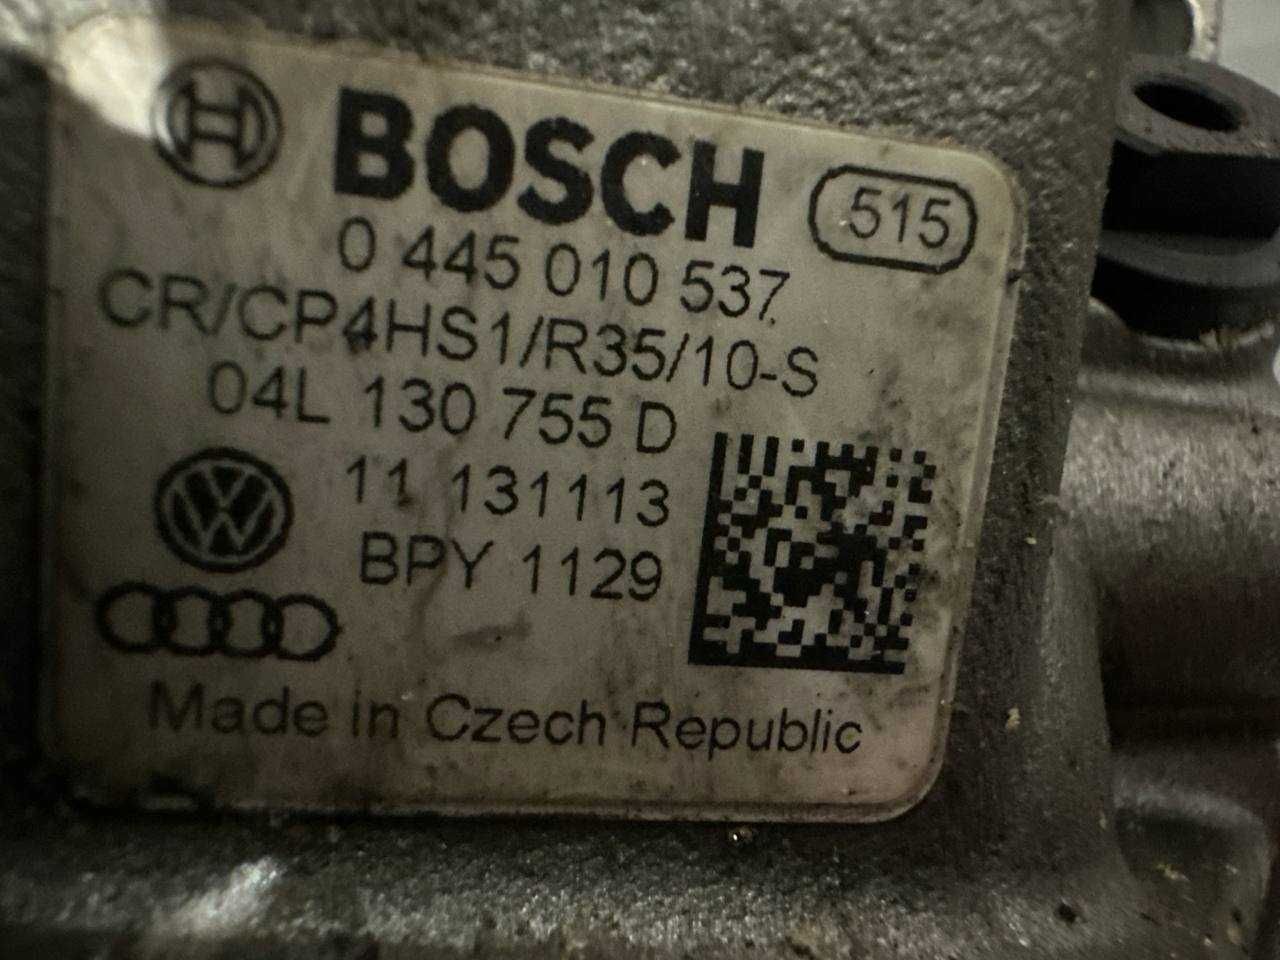 BOSCH 515
0 445 010 537
CR/CP4HS1/R35/10-S
04L 130 755 D
11 131113
BPY 1129
Made in Czech Republic